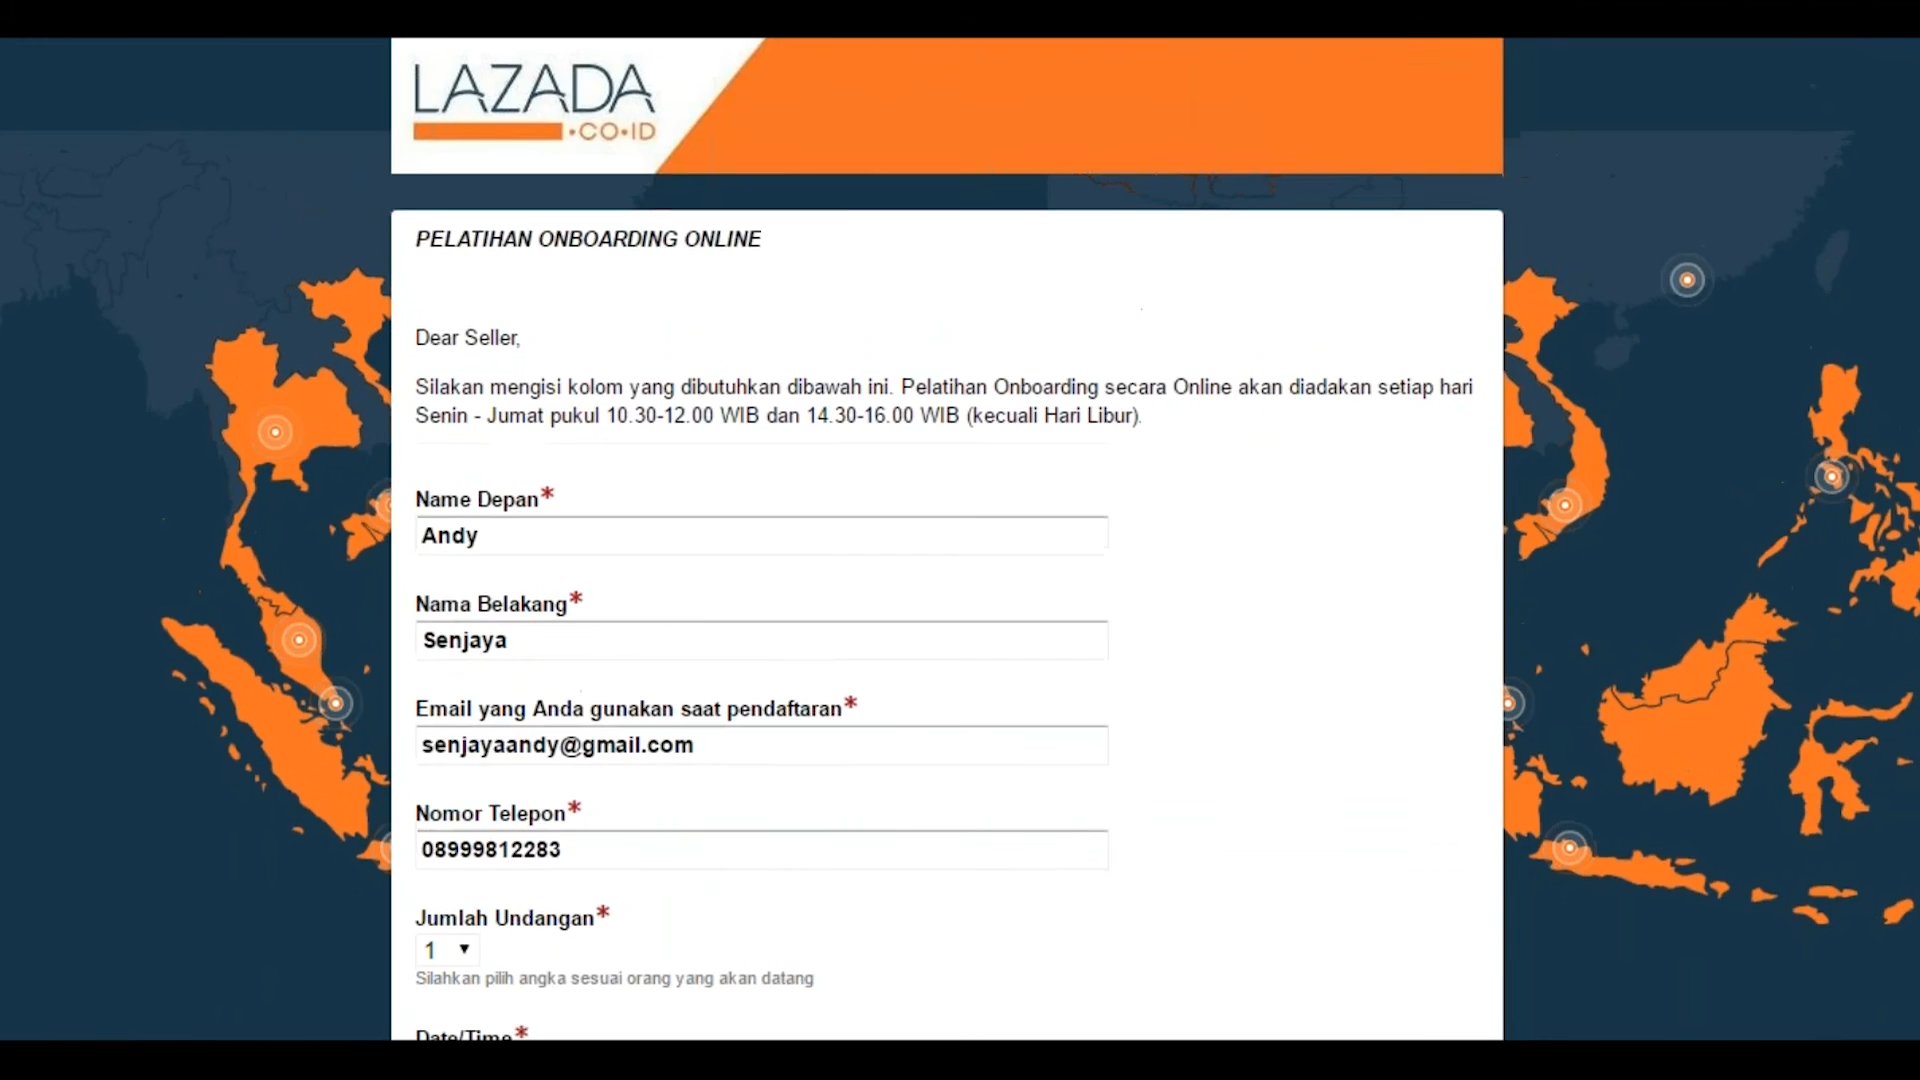 LAZADA
•CO•ID
PELATIHAN ONBOARDING ONLINE
Dear Seller,
Silakan mengisi kolom yang dibutuhkan dibawah ini. Pelatihan Onboarding secara Online akan diadakan setiap hari
Senin - Jumat pukul 10.30-12.00 WIB dan 14.30-16.00 WIB (kecuali Hari Libur).
Name Depan*
Andy
Nama Belakang*
Senjaya
Email yang Anda gunakan saat pendaftaran*
senjayaandy@gmail.com
Nomor Telepon*
08999812283
Jumlah Undangan*
1
Silahkan pilih angka sesuai orang yang akan datang
Date/Time*